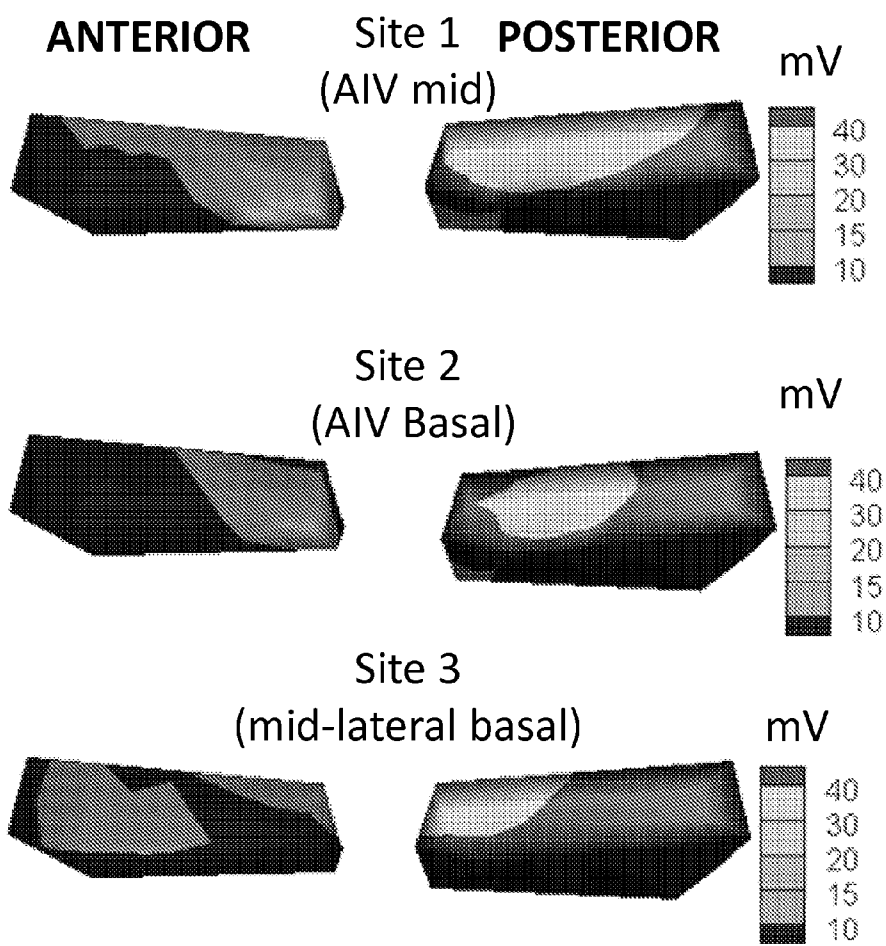 ANTERIOR
Site 1
POSTERIOR
(AIV mid)
mV
40
30
20
15
10
Site 2
(AIV Basal)
mV
40
30
20
15
10
Site 3
(mid-lateral basal)
mV
40
30
20
15
10